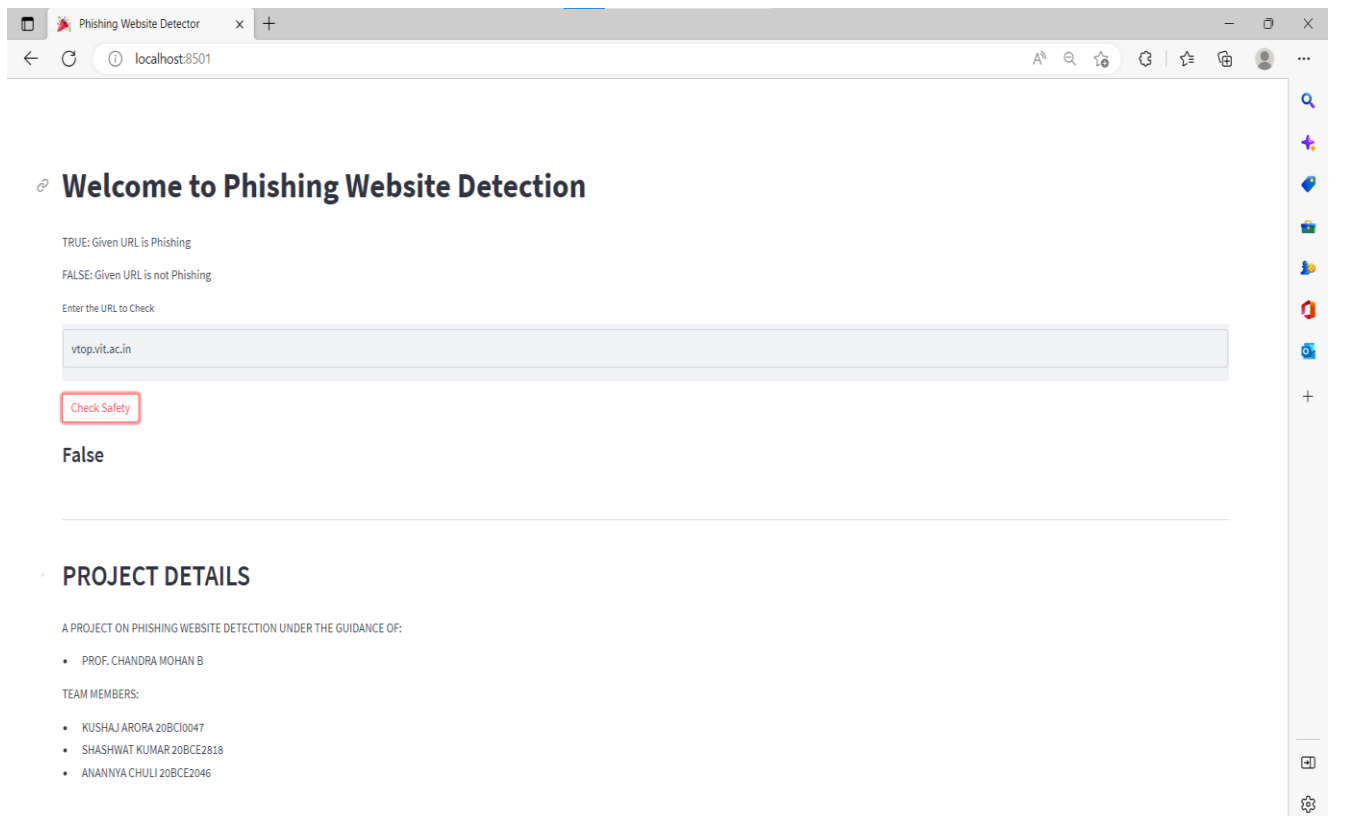 Phishing Website Detector
localhost:8501
Welcome to Phishing Website Detection
TRUE: Given URL is Phishing
FALSE: Given URL is not Phishing
Enter the URL to Check
vtop.vit.ac.in
Check Safety
False
PROJECT DETAILS
A PROJECT ON PHISHING WEBSITE DETECTION UNDER THE GUIDANCE OF:
• PROF. CHANDRA MOHAN B
TEAM MEMBERS:
• KUSHAJ ARORA 20BCI0047
• SHASHWAT KUMAR 20BCE2818
• ANANNYA CHULI 20BCE2046